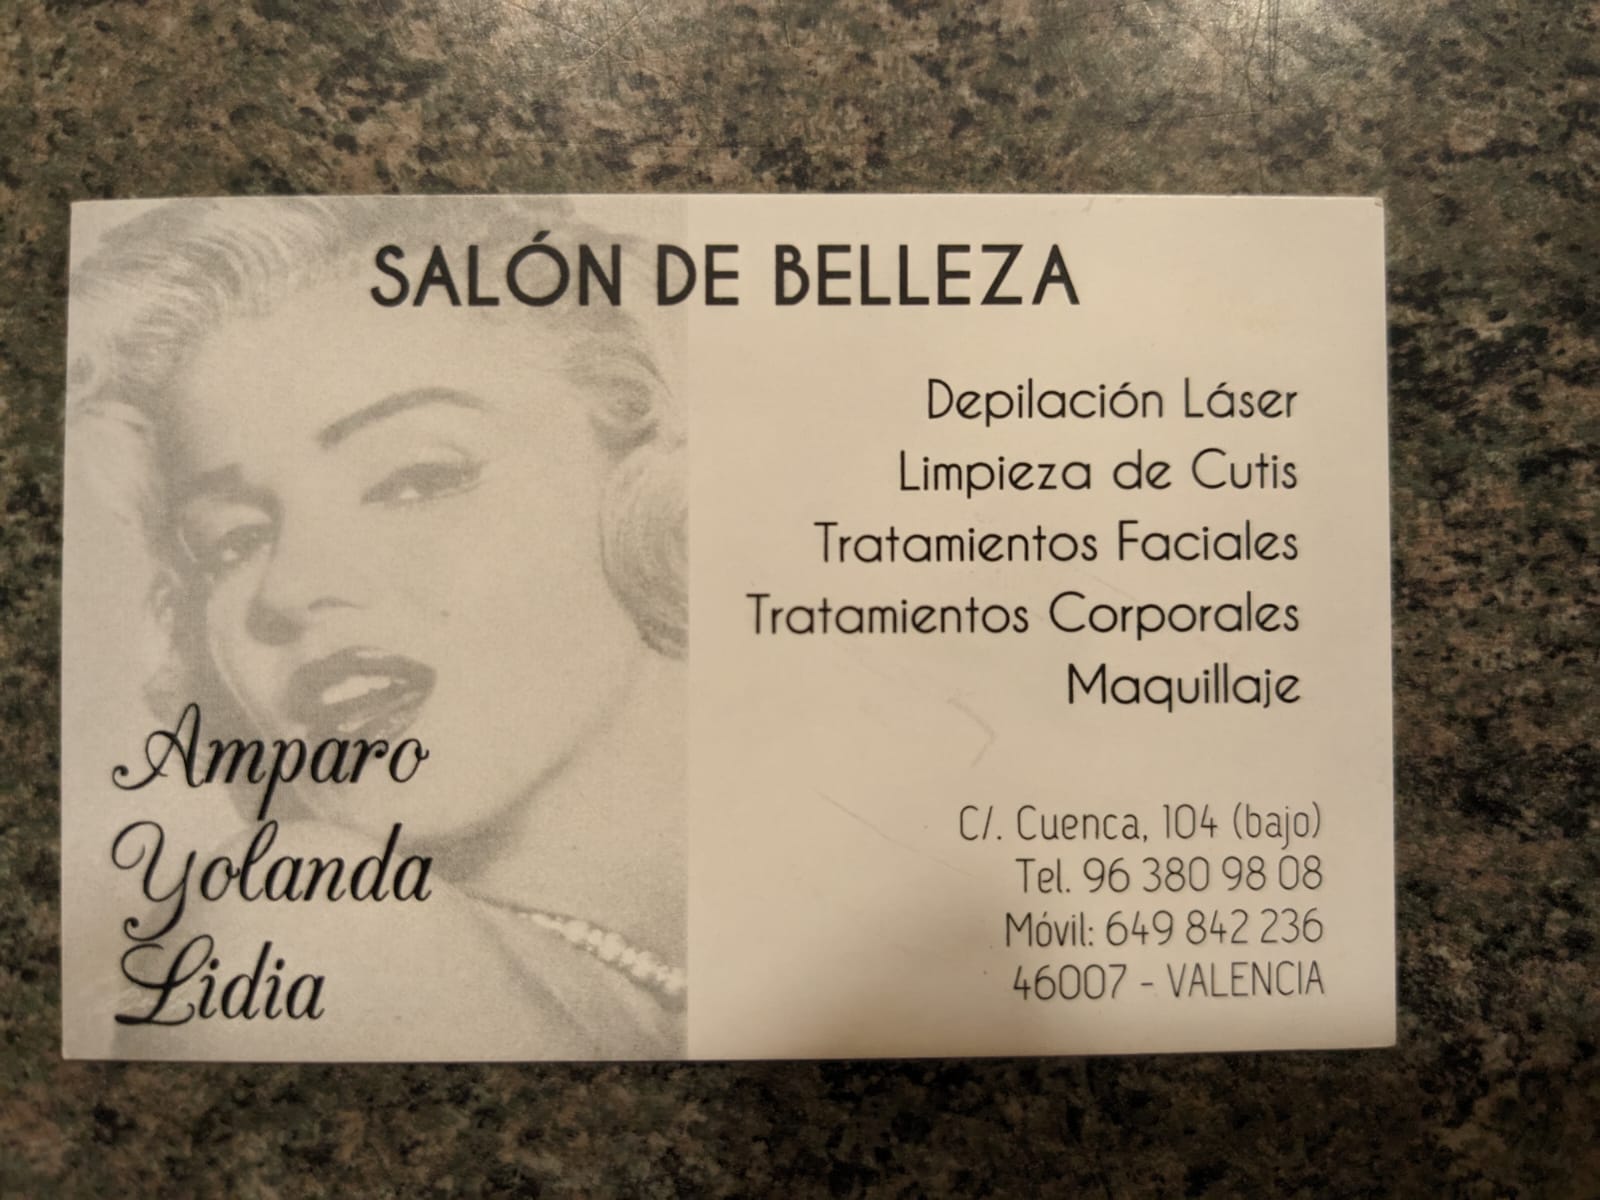 SALÓN DE BELLEZA
Depilación Láser
Limpieza de Cutis
Tratamientos Faciales
Tratamientos Corporales
Maquillaje
Amparo
Yolanda
Lidia
C/. Cuenca, 104 (bajo)
Tel. 96 380 98 08
Móvil: 649 842 236
46007 - VALENCIA